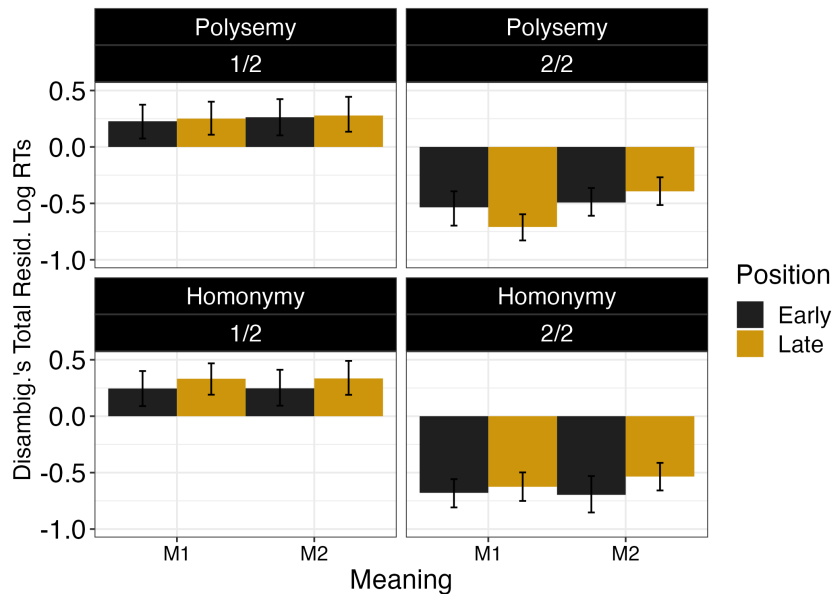 Polysemy
Polysemy
1/2
2/2
0.5
0.0
-0.5
-1.0
Homonymy
Homonymy
1/2
2/2
0.5
0.0
-0.5
-1.0
M1
M2
M1
M2
Meaning
Disambig.'s Total Resid. Log RTs
Position
Early
Late